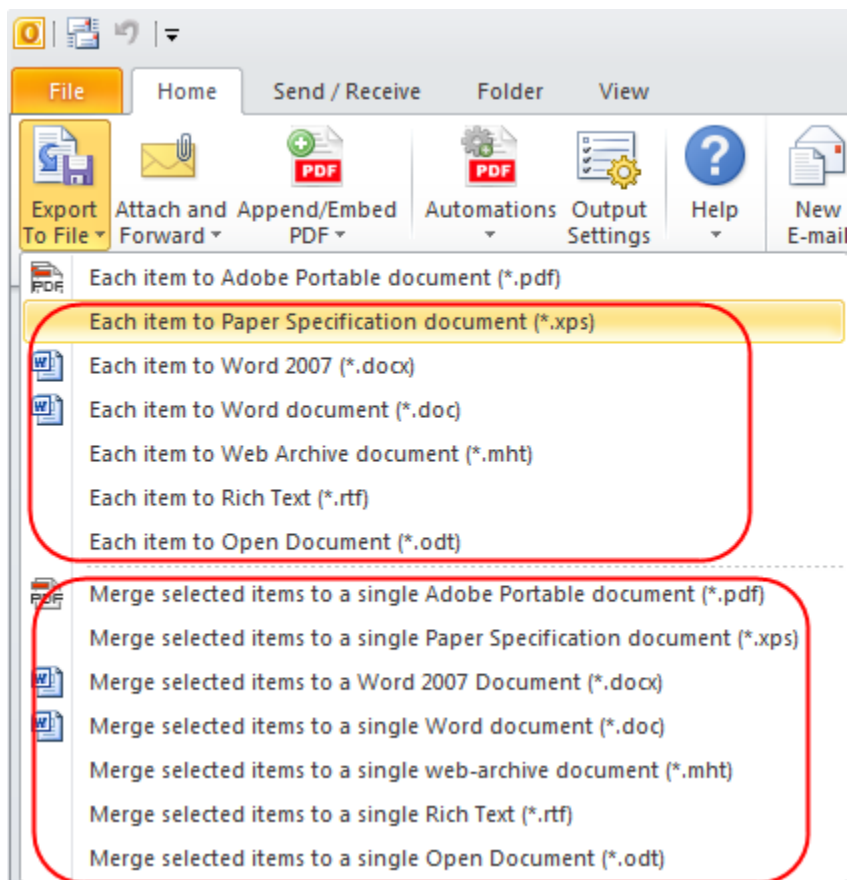 File Home Send / Receive Folder View
Export Attach and Append/Embed Automations Output Help New
To File Forward PDF Settings E-mail
PDF PDF
PDF Each item to Adobe Portable document (*.pdf)
Each item to Paper Specification document (*.xps)
Each item to Word 2007 (*.docx)
Each item to Word document (*.doc)
Each item to Web Archive document (*.mht)
Each item to Rich Text (*.rtf)
Each item to Open Document (*.odt)
PDF Merge selected items to a single Adobe Portable document (*.pdf)
Merge selected items to a single Paper Specification document (*.xps)
Merge selected items to a Word 2007 Document (*.docx)
Merge selected items to a single Word document (*.doc)
Merge selected items to a single web-archive document (*.mht)
Merge selected items to a single Rich Text (*.rtf)
Merge selected items to a single Open Document (*.odt)